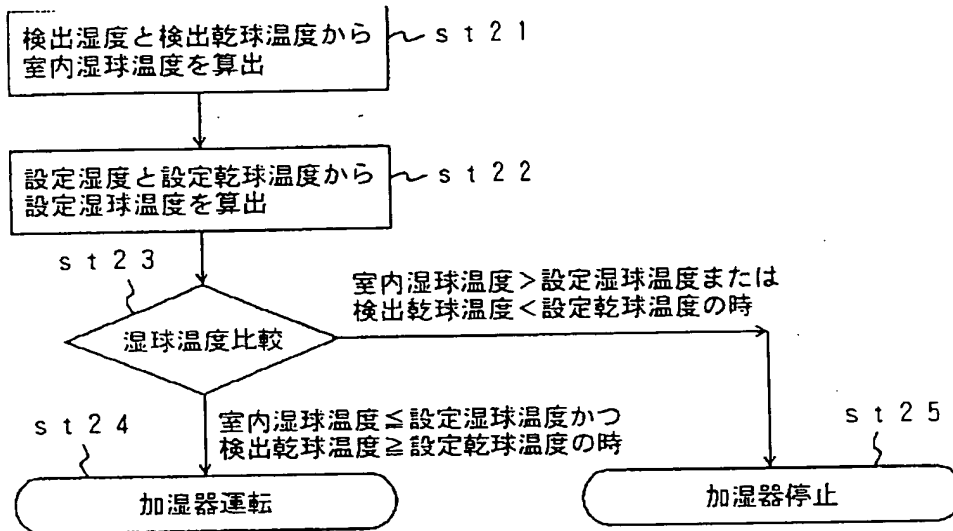 検出湿度と検出乾球温度から
室内湿球温度を算出
st21
設定湿度と設定乾球温度から
設定湿球温度を算出
st22
st23
湿球温度比較
室内湿球温度>設定湿球温度または
検出乾球温度<設定乾球温度の時
室内湿球温度≦設定湿球温度かつ
検出乾球温度≧設定乾球温度の時
st24
加湿器運転
st25
加湿器停止